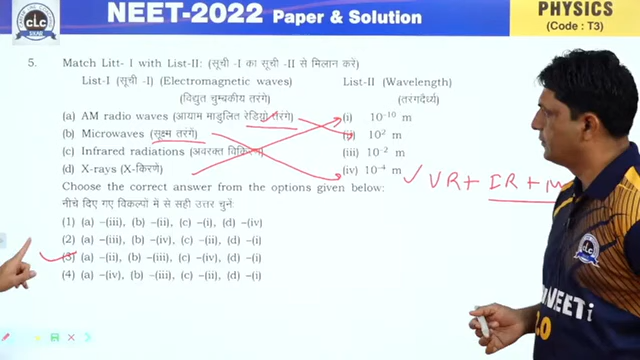 CLC
SIKAR
NEET-2022 Paper & Solution
PHYSICS
(Code : T3)
5. Match Litt- I with List-II: (सूची -I का सूची -II से मिलान करें)
List-I (सूची -I) (Electromagnetic waves) List-II (Wavelength)
(विद्युत चुम्बकीय तरंगे) (तरंगदैर्ध्य)
(a) AM radio waves (आयाम माडुलित रेडियो तरंगे) (i) 10⁻¹⁰ m
(b) Microwaves (सूक्ष्म तरंगे) (ii) 10² m
(c) Infrared radiations (अवरक्त विकिरण) (iii) 10⁻² m
(d) X-rays (X-किरणे) (iv) 10⁻⁴ m
VR+ IR + M
Choose the correct answer from the options given below:
नीचे दिए गए विकल्पों में से सही उत्तर चुनें:
(1) (a) –(iii), (b) –(ii), (c) –(i), (d) –(iv)
(2) (a) –(iii), (b) –(iv), (c) –(ii), (d) –(i)
(3) (a) –(ii), (b) –(iii), (c) –(iv), (d) –(i)
(4) (a) –(iv), (b) –(iii), (c) –(ii), (d) –(i)